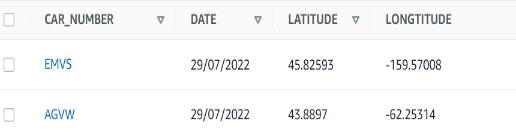 CAR_NUMBER DATE LATITUDE LONGTITUDE
EMVS 29/07/2022 45.82593 -159.57008
AGVW 29/07/2022 43.8897 -62.25314